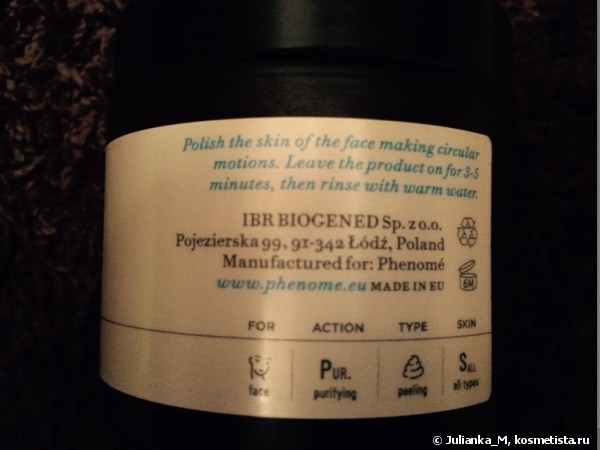 Polish the skin of the face making circular
motions. Leave the product on for 3-5
minutes, then rinse with warm water.
IBR BIOGENED Sp. z o.o.
Pojezierska 99, 91-342 Łódź, Poland
Manufactured for: Phenomé
www.phenome.eu MADE IN EU
6M
FOR ACTION TYPE SKIN
PUR. SALL
face purifying peeling all types
© Julianka_M, kosmetista.ru